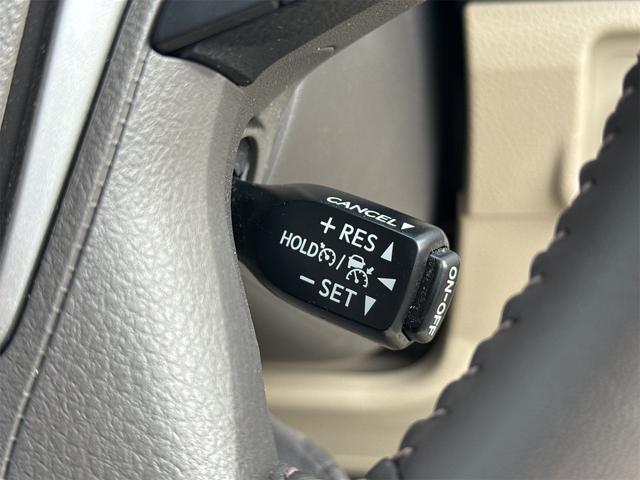 CANCEL▼
+ RES ▲
HOLD / ◀
− SET ▼
ON-OFF